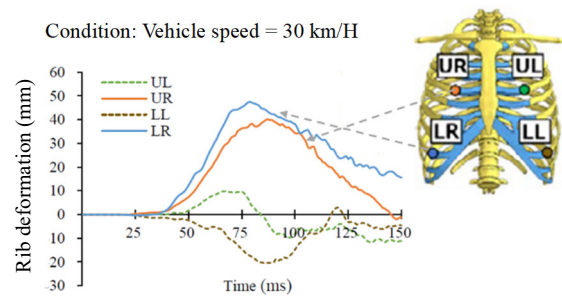 Condition: Vehicle speed = 30 km/H
Rib deformation (mm)
60
50
40
30
20
10
0
10
20
-30
UL
UR
LL
LR
25
50
75
100
125
150
Time (ms)
UR
UL
LR
LL